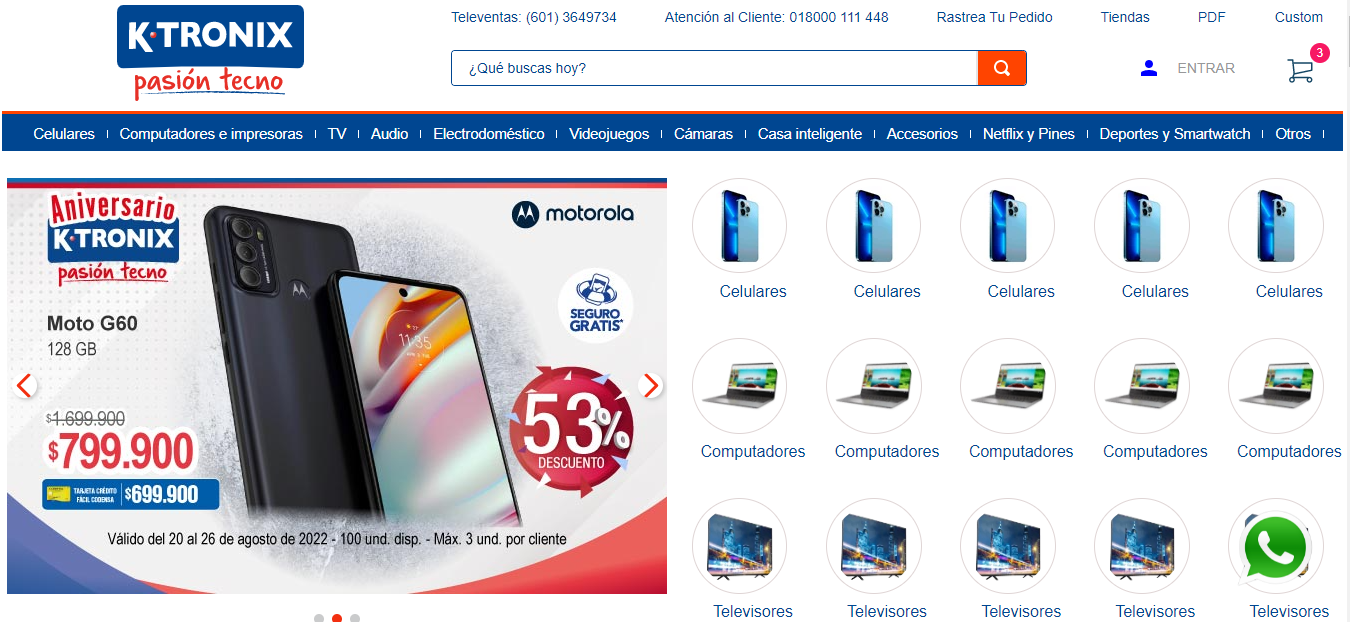 K·TRONIX
pasión tecno
Televentas: (601) 3649734
Atención al Cliente: 018000 111 448
Rastrea Tu Pedido
Tiendas
PDF
Custom
¿Qué buscas hoy?
ENTRAR
3
Celulares
Computadores e impresoras
TV
Audio
Electrodoméstico
Videojuegos
Cámaras
Casa inteligente
Accesorios
Netflix y Pines
Deportes y Smartwatch
Otros
Aniversario
K·TRONIX
pasión tecno
motorola
SEGURO
GRATIS*
Moto G60
128 GB
11:35
$1.699.900
$799.900
TARJETA CRÉDITO
FÁCIL CODENSA
$699.900
53%
DESCUENTO
Válido del 20 al 26 de agosto de 2022 - 100 und. disp. - Máx. 3 und. por cliente
Celulares
Celulares
Celulares
Celulares
Celulares
Computadores
Computadores
Computadores
Computadores
Computadores
Televisores
Televisores
Televisores
Televisores
Televisores